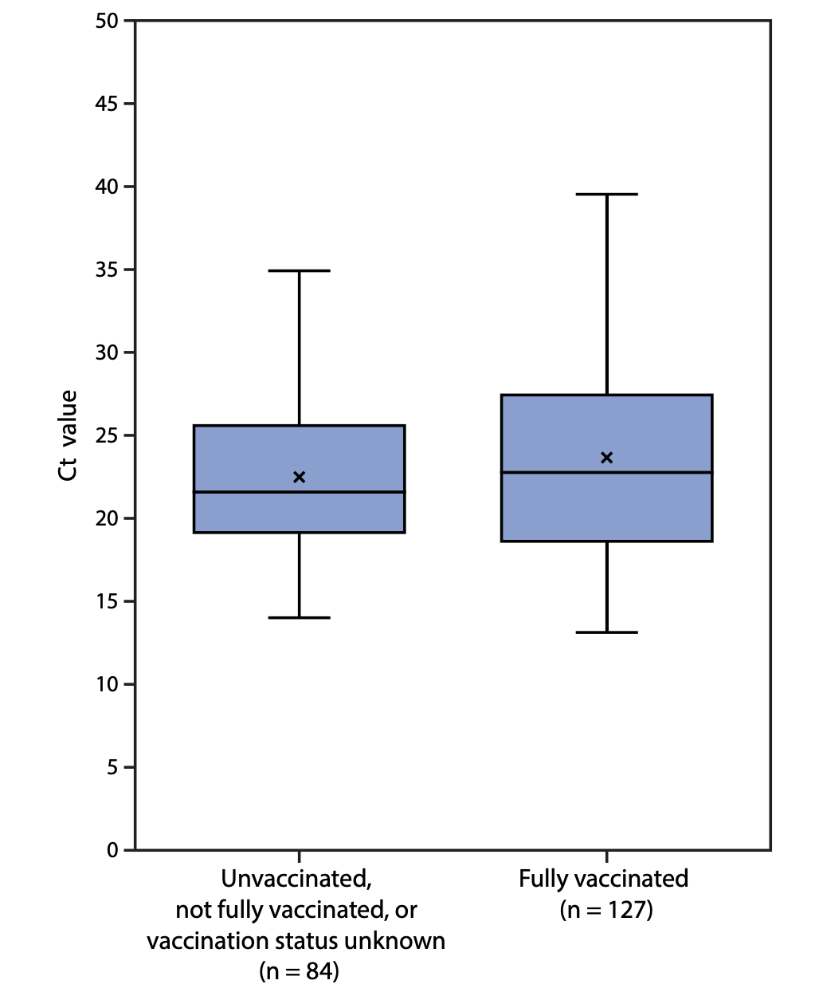 50
45
40
35
30
25
20
15
10
5
0
Ct value
Unvaccinated,
not fully vaccinated, or
vaccination status unknown
(n = 84)
Fully vaccinated
(n = 127)